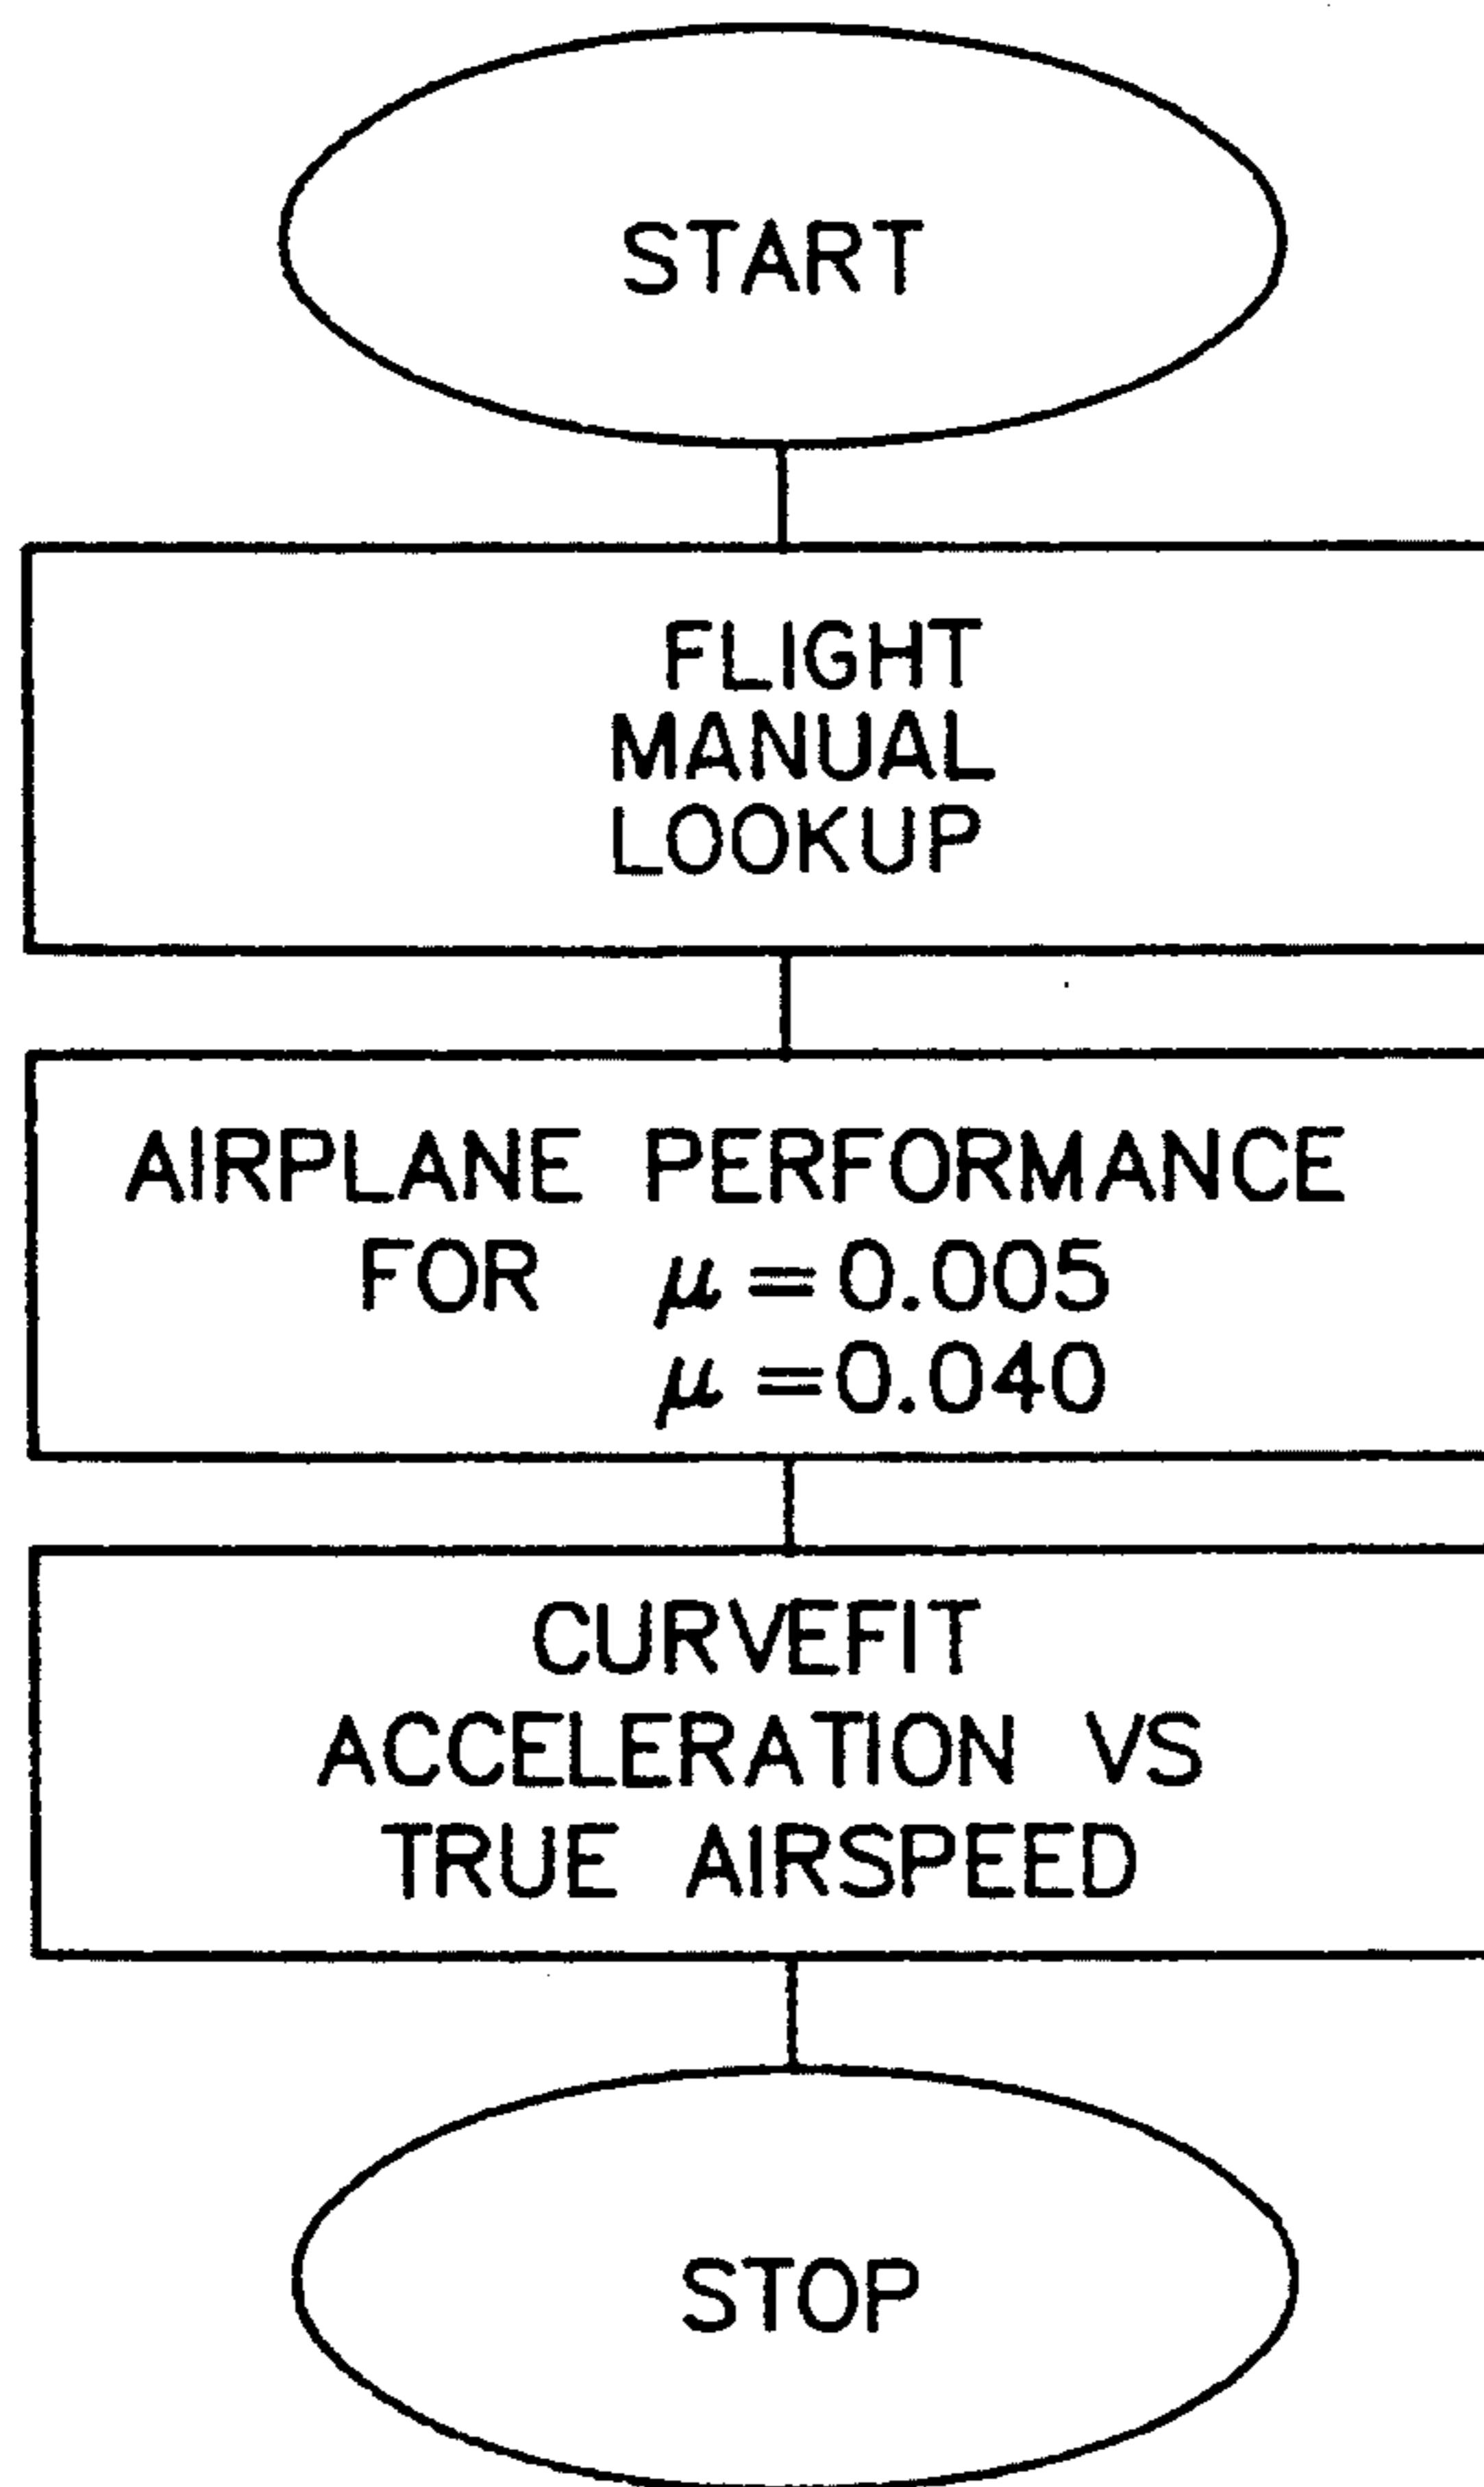 START
FLIGHT
MANUAL
LOOKUP
AIRPLANE PERFORMANCE
FOR μ=0.005
μ=0.040
CURVEFIT
ACCELERATION VS
TRUE AIRSPEED
STOP